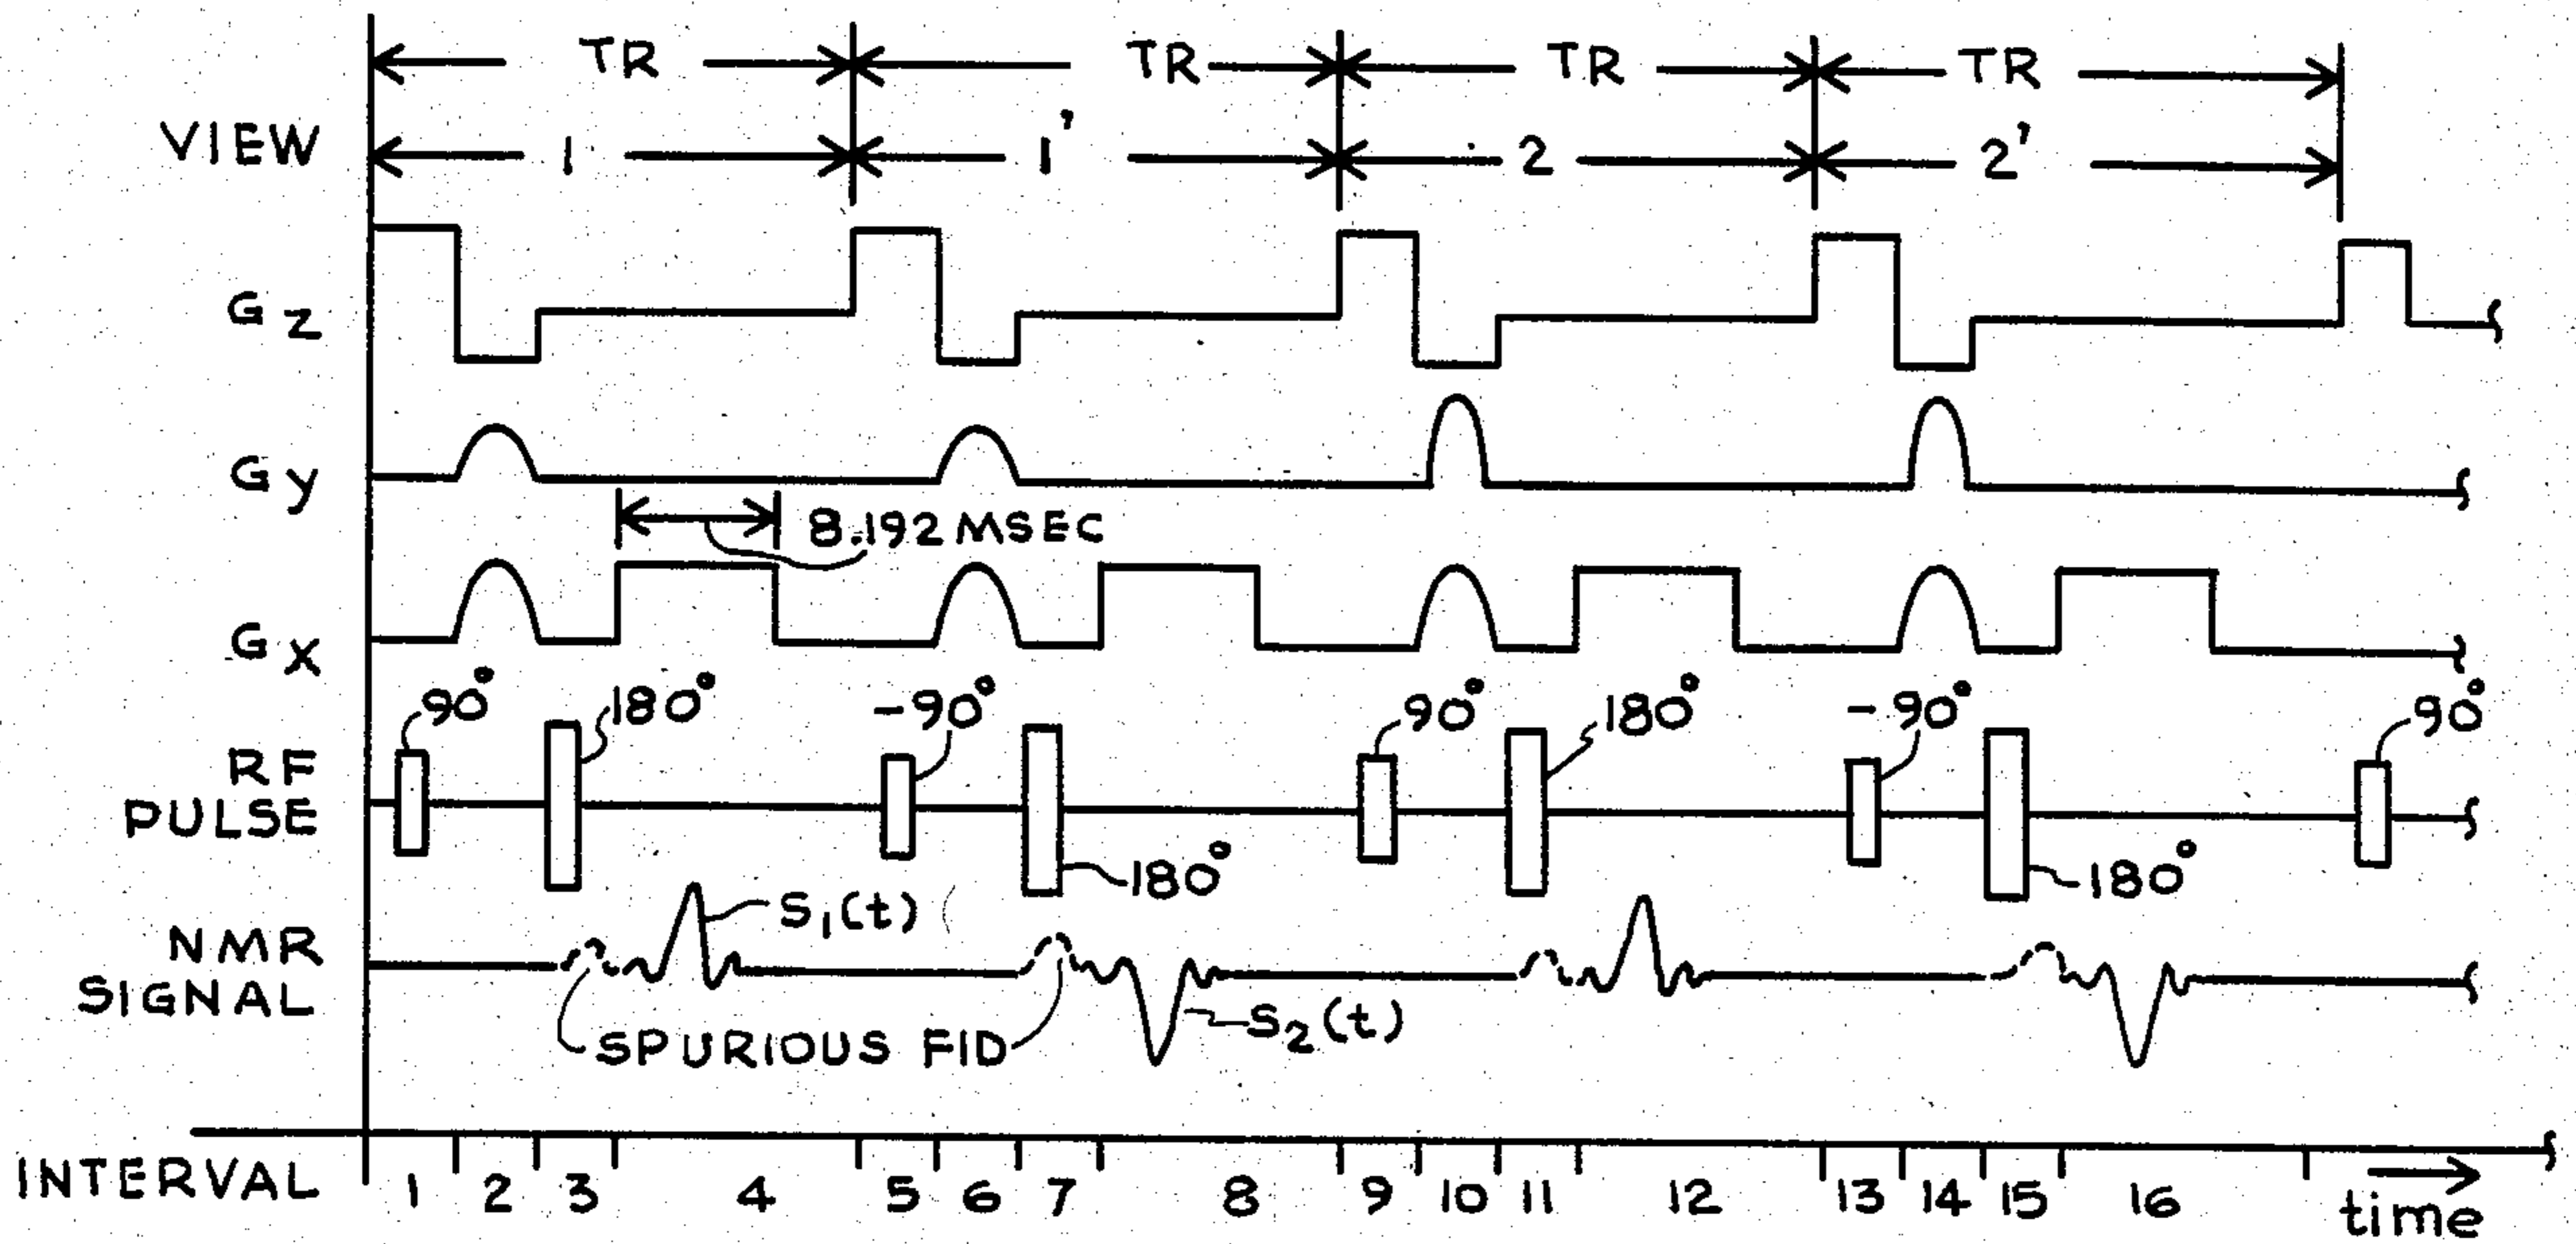 TR TR TR TR
VIEW 1 1' 2 2'
Gz
Gy
8.192 MSEC
Gx
90° 180° -90° 90° 180° -90° 90°
RF
PULSE
180° 180°
S1(t)
NMR
SIGNAL
S2(t)
SPURIOUS FID
INTERVAL 1 2 3 4 5 6 7 8 9 10 11 12 13 14 15 16
time